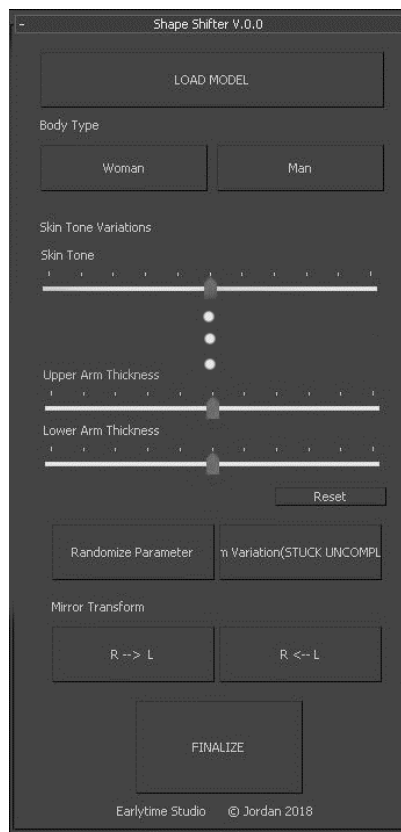 - Shape Shifter V.0.0
LOAD MODEL
Body Type
Woman Man
Skin Tone Variations
Skin Tone
Upper Arm Thickness
Lower Arm Thickness
Reset
Randomize Parameter Variation(STUCK UNCOMPL
Mirror Transform
R --> L R <-- L
FINALIZE
Earlytime Studio © Jordan 2018